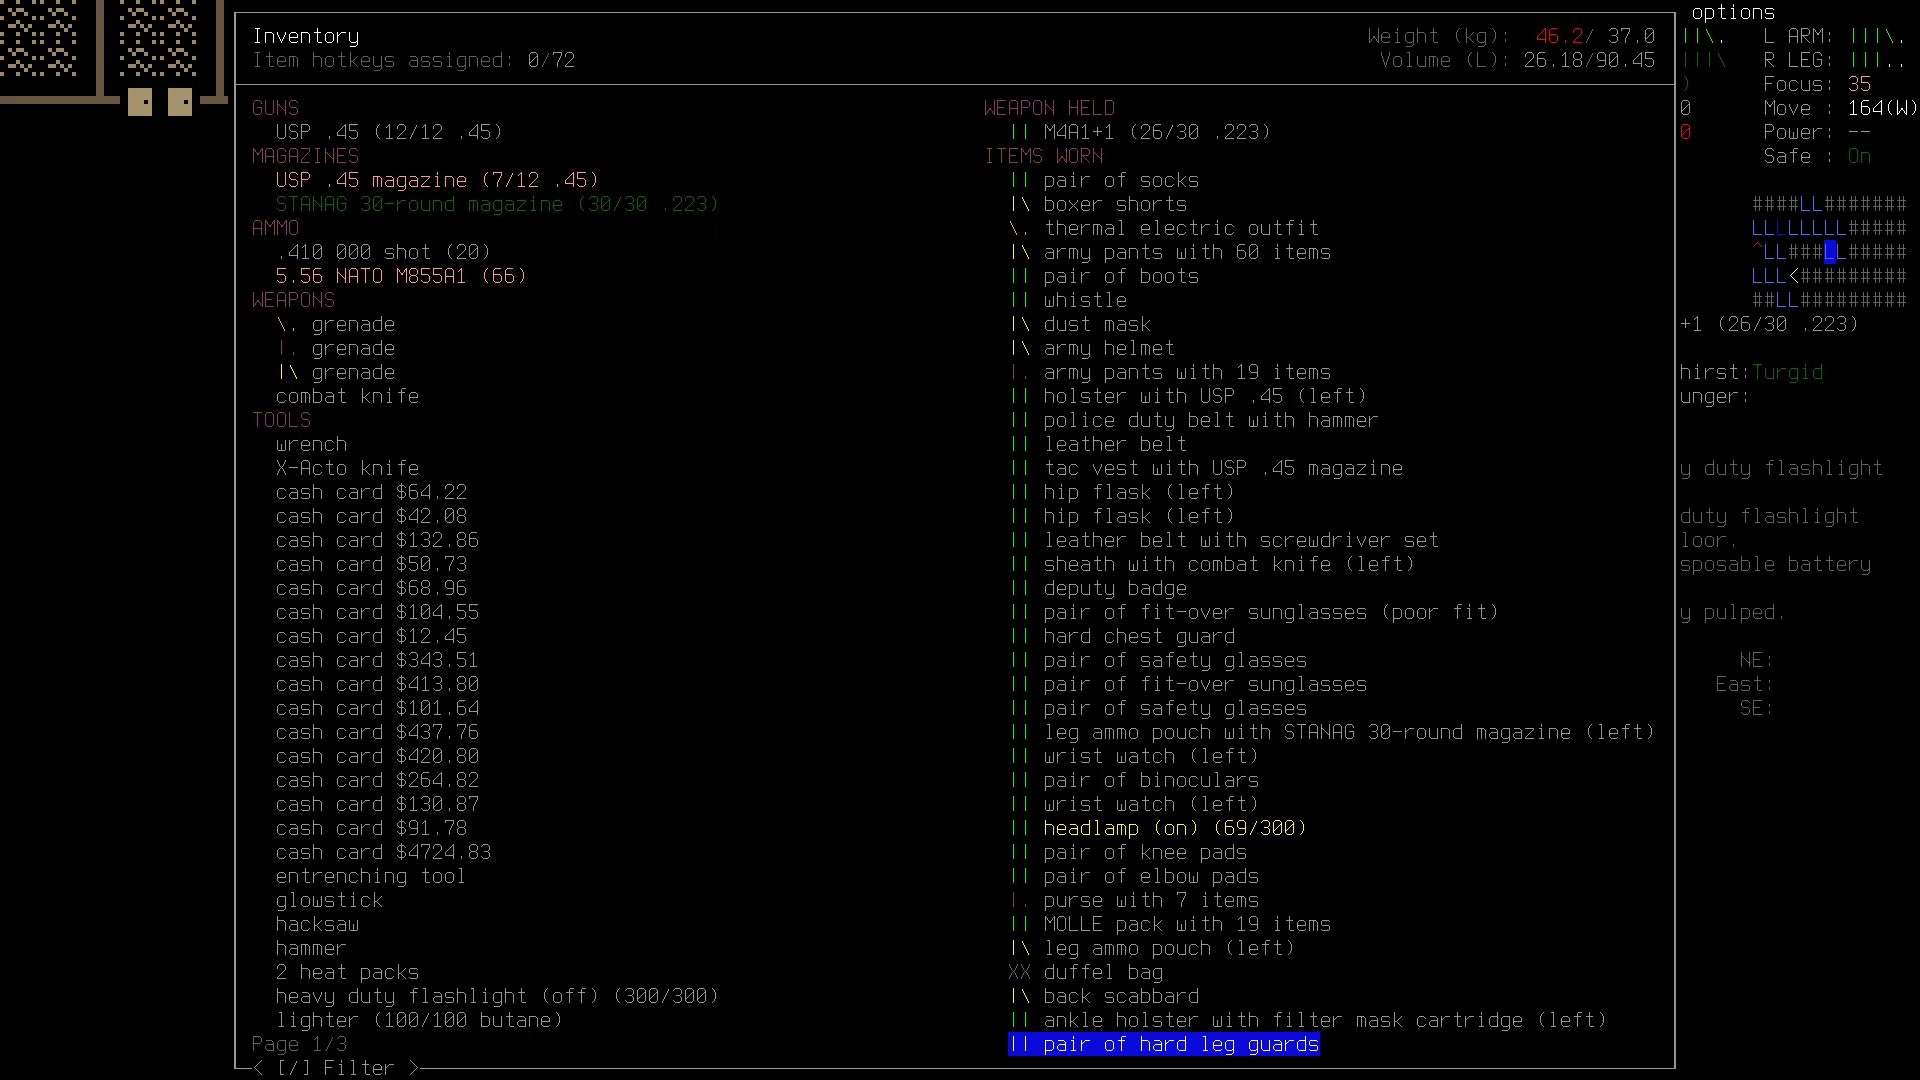 Inventory
Item hotkeys assigned: 0/72
Weight (kg): 46.2/ 37.0
Volume (L): 26.18/90.45
GUNS
USP .45 (12/12 .45)
MAGAZINES
USP .45 magazine (7/12 .45)
STANAG 30-round magazine (30/30 .223)
AMMO
.410 000 shot (20)
5.56 NATO M855A1 (66)
WEAPONS
\. grenade
|. grenade
|\ grenade
combat knife
TOOLS
wrench
X-Acto knife
cash card $64.22
cash card $42.08
cash card $132.86
cash card $50.73
cash card $68.96
cash card $104.55
cash card $12.45
cash card $343.51
cash card $413.80
cash card $101.64
cash card $437.76
cash card $420.80
cash card $264.82
cash card $130.87
cash card $91.78
cash card $4724.83
entrenching tool
glowstick
hacksaw
hammer
2 heat packs
heavy duty flashlight (off) (300/300)
lighter (100/100 butane)
Page 1/3
< [/] Filter >
WEAPON HELD
|| M4A1+1 (26/30 .223)
ITEMS WORN
|| pair of socks
|\ boxer shorts
\. thermal electric outfit
|\ army pants with 60 items
|| pair of boots
|| whistle
|\ dust mask
|\ army helmet
|. army pants with 19 items
|| holster with USP .45 (left)
|| police duty belt with hammer
|| leather belt
|| tac vest with USP .45 magazine
|| hip flask (left)
|| hip flask (left)
|| leather belt with screwdriver set
|| sheath with combat knife (left)
|| deputy badge
|| pair of fit-over sunglasses (poor fit)
|| hard chest guard
|| pair of safety glasses
|| pair of fit-over sunglasses
|| pair of safety glasses
|| leg ammo pouch with STANAG 30-round magazine (left)
|| wrist watch (left)
|| pair of binoculars
|| wrist watch (left)
|| headlamp (on) (69/300)
|| pair of knee pads
|| pair of elbow pads
|. purse with 7 items
|| MOLLE pack with 19 items
|\ leg ammo pouch (left)
XX duffel bag
|\ back scabbard
|| ankle holster with filter mask cartridge (left)
|| pair of hard leg guards
options
||\. L ARM: |||\.
|||\ R LEG: |||..
) Focus: 35
0 Move : 164(W)
0 Power: --
Safe : On
####LL#######
LLLLLLLL#####
^LL###LL#####
LLL<#########
##LL#########
+1 (26/30 .223)
hirst:Turgid
unger:
y duty flashlight
duty flashlight
loor.
sposable battery
y pulped.
NE:
East:
SE: